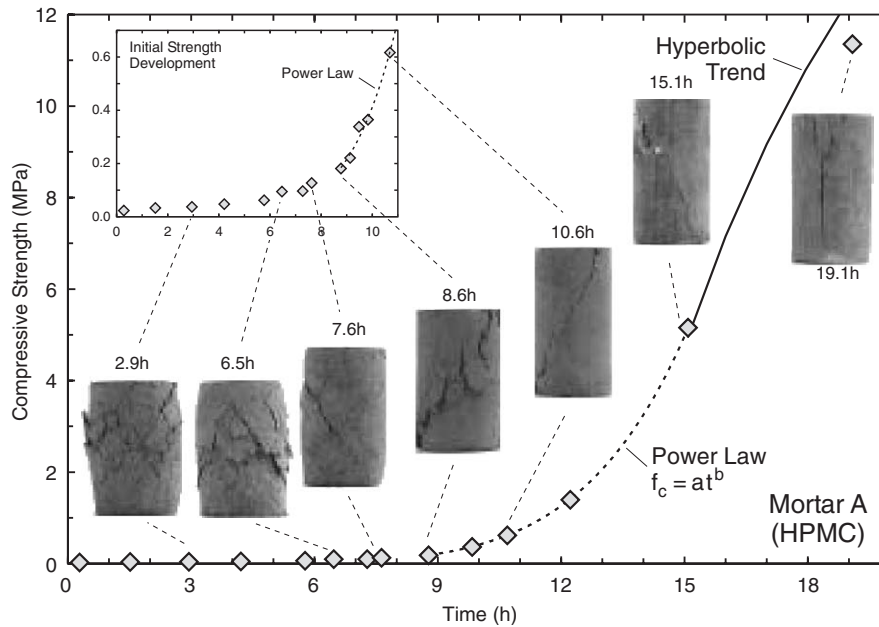 12
10
8
6
4
2
0
Compressive Strength (MPa)
0
3
6
9
12
15
18
Time (h)
Initial Strength
Development
Power Law
0.6
0.4
0.2
0.0
0
2
4
6
8
10
Hyperbolic
Trend
15.1h
19.1h
10.6h
8.6h
7.6h
6.5h
2.9h
Power Law
f_c = at^b
Mortar A
(HPMC)